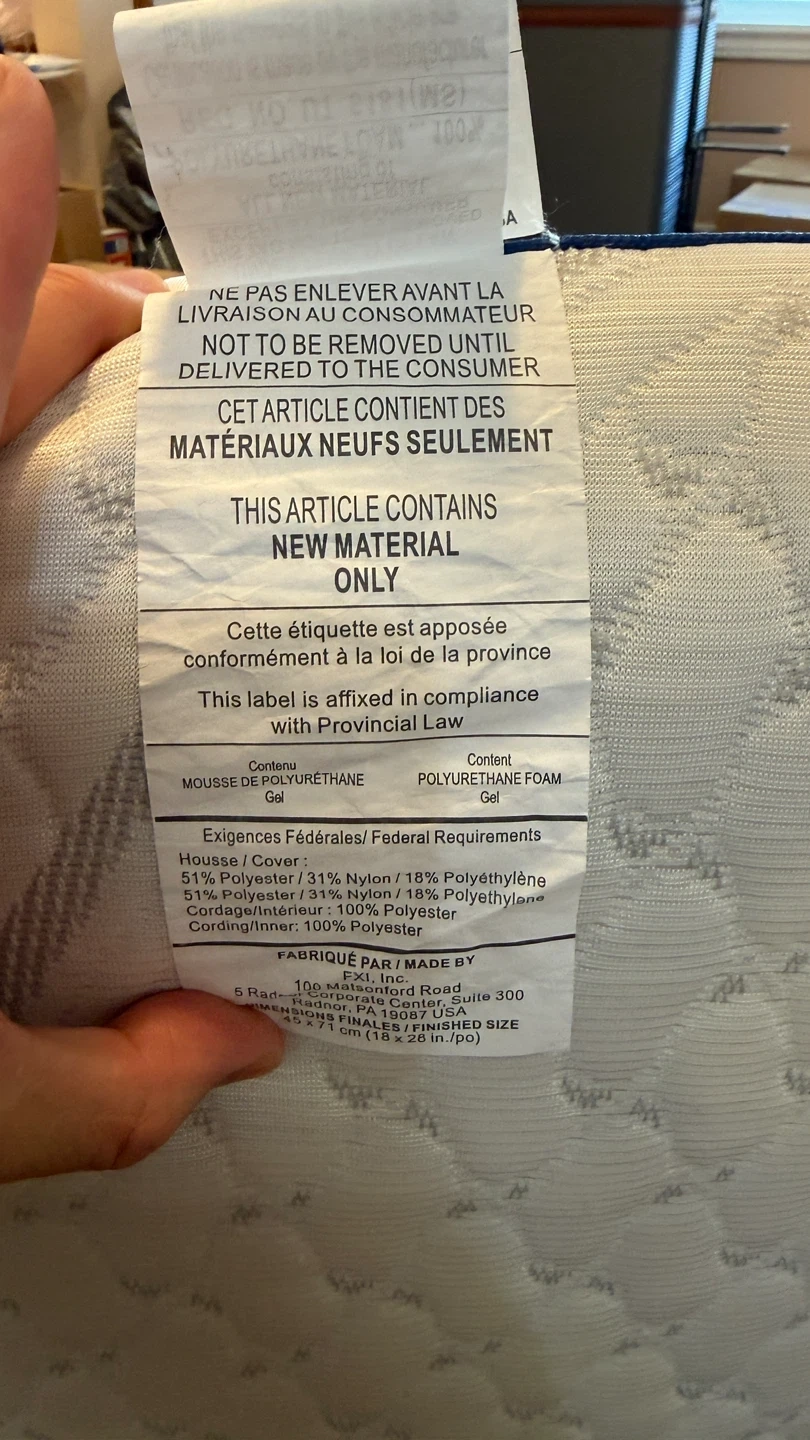 NE PAS ENLEVER AVANT LA
LIVRAISON AU CONSOMMATEUR
NOT TO BE REMOVED UNTIL
DELIVERED TO THE CONSUMER
CET ARTICLE CONTIENT DES
MATÉRIAUX NEUFS SEULEMENT
THIS ARTICLE CONTAINS
NEW MATERIAL
ONLY
Cette étiquette est apposée
conformément à la loi de la province
This label is affixed in compliance
with Provincial Law
Contenu
MOUSSE DE POLYURÉTHANE
Gel
Content
POLYURETHANE FOAM
Gel
Exigences Fédérales/ Federal Requirements
Housse / Cover :
51% Polyester / 31% Nylon / 18% Polyéthylène
51% Polyester / 31% Nylon / 18% Polyethylene
Cordage/Intérieur : 100% Polyester
Cording/Inner: 100% Polyester
FABRIQUÉ PAR / MADE BY
FXI, Inc.
100 Matsonford Road
5 Corporate Center, Suite 300
Radnor, PA 19087 USA
DIMENSIONS FINALES / FINISHED SIZE
45 x 71 cm (18 x 28 in./po)